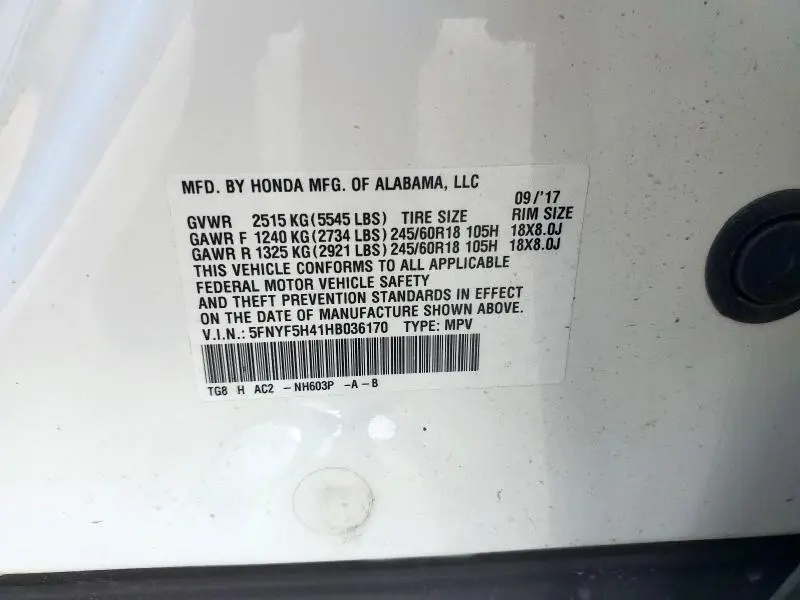 MFD. BY HONDA MFG. OF ALABAMA, LLC
09/'17
GVWR 2515 KG (5545 LBS) TIRE SIZE RIM SIZE
GAWR F 1240 KG (2734 LBS) 245/60R18 105H 18X8.0J
GAWR R 1325 KG (2921 LBS) 245/60R18 105H 18X8.0J
THIS VEHICLE CONFORMS TO ALL APPLICABLE
FEDERAL MOTOR VEHICLE SAFETY
AND THEFT PREVENTION STANDARDS IN EFFECT
ON THE DATE OF MANUFACTURE SHOWN ABOVE.
V.I.N.: 5FNYF5H41HB036170 TYPE: MPV
TG8 H AC2 -NH603P -A-B